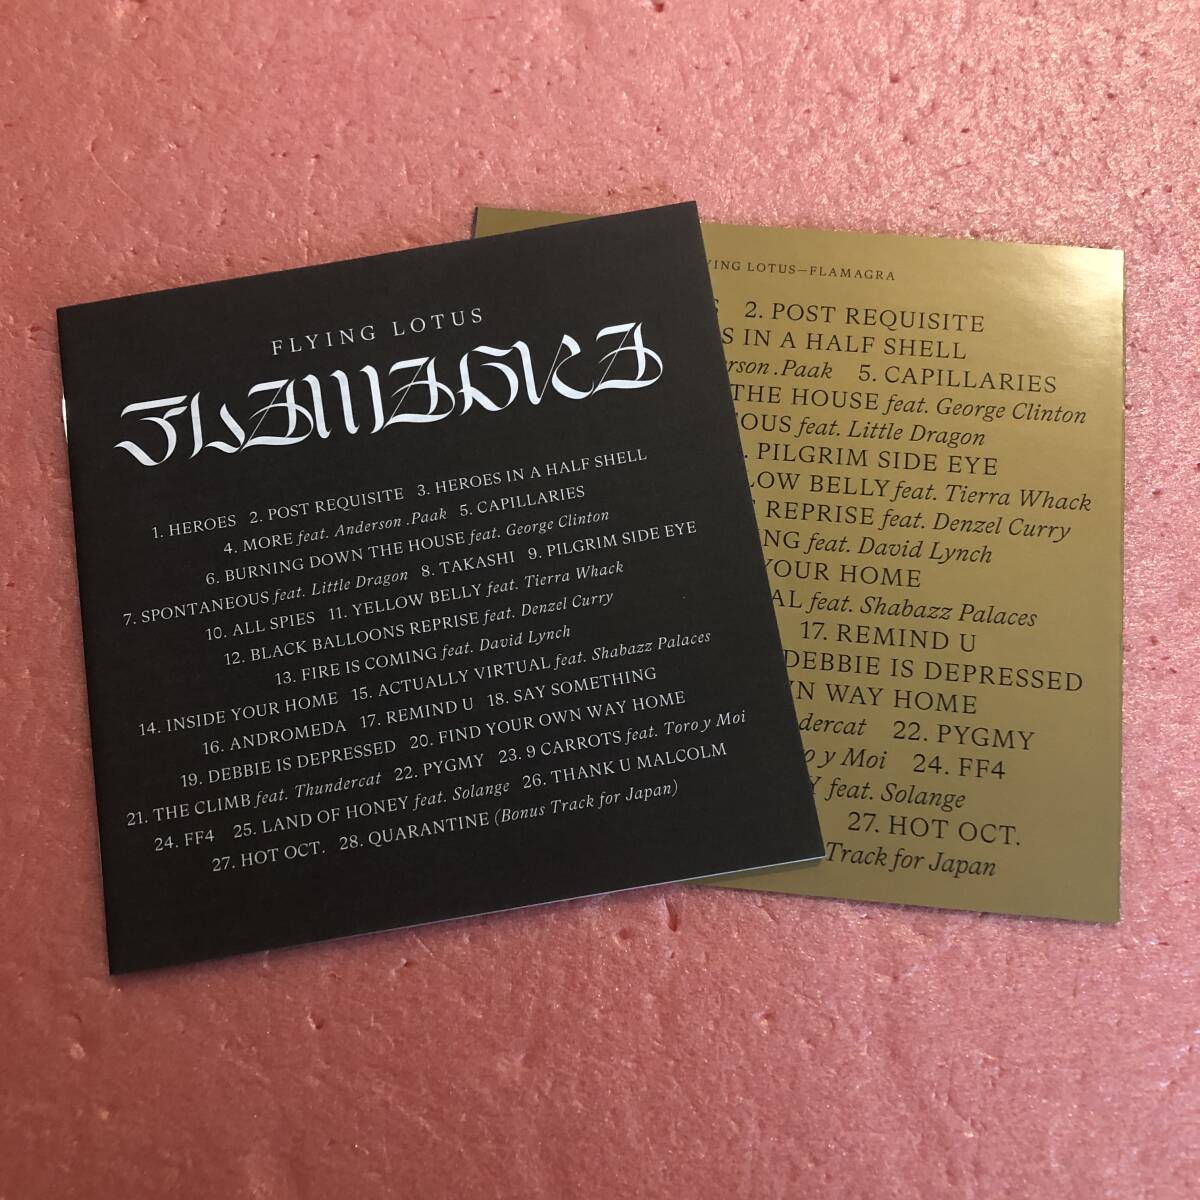 FLYING LOTUS
FLAMAGRA
1. HEROES 2. POST REQUISITE 3. HEROES IN A HALF SHELL
4. MORE feat. Anderson .Paak 5. CAPILLARIES
6. BURNING DOWN THE HOUSE feat. George Clinton
7. SPONTANEOUS feat. Little Dragon 8. TAKASHI 9. PILGRIM SIDE EYE
10. ALL SPIES 11. YELLOW BELLY feat. Tierra Whack
12. BLACK BALLOONS REPRISE feat. Denzel Curry
13. FIRE IS COMING feat. David Lynch
14. INSIDE YOUR HOME 15. ACTUALLY VIRTUAL feat. Shabazz Palaces
16. ANDROMEDA 17. REMIND U 18. SAY SOMETHING
19. DEBBIE IS DEPRESSED 20. FIND YOUR OWN WAY HOME
21. THE CLIMB feat. Thundercat 22. PYGMY 23. 9 CARROTS feat. Toro y Moi
24. FF4 25. LAND OF HONEY feat. Solange 26. THANK U MALCOLM
27. HOT OCT. 28. QUARANTINE (Bonus Track for Japan)
YING LOTUS—FLAMAGRA
S 2. POST REQUISITE
S IN A HALF SHELL
rson .Paak 5. CAPILLARIES
THE HOUSE feat. George Clinton
OUS feat. Little Dragon
. PILGRIM SIDE EYE
LOW BELLY feat. Tierra Whack
REPRISE feat. Denzel Curry
NG feat. David Lynch
YOUR HOME
AL feat. Shabazz Palaces
17. REMIND U
DEBBIE IS DEPRESSED
N WAY HOME
dercat 22. PYGMY
o y Moi 24. FF4
Y feat. Solange
27. HOT OCT.
Track for Japan